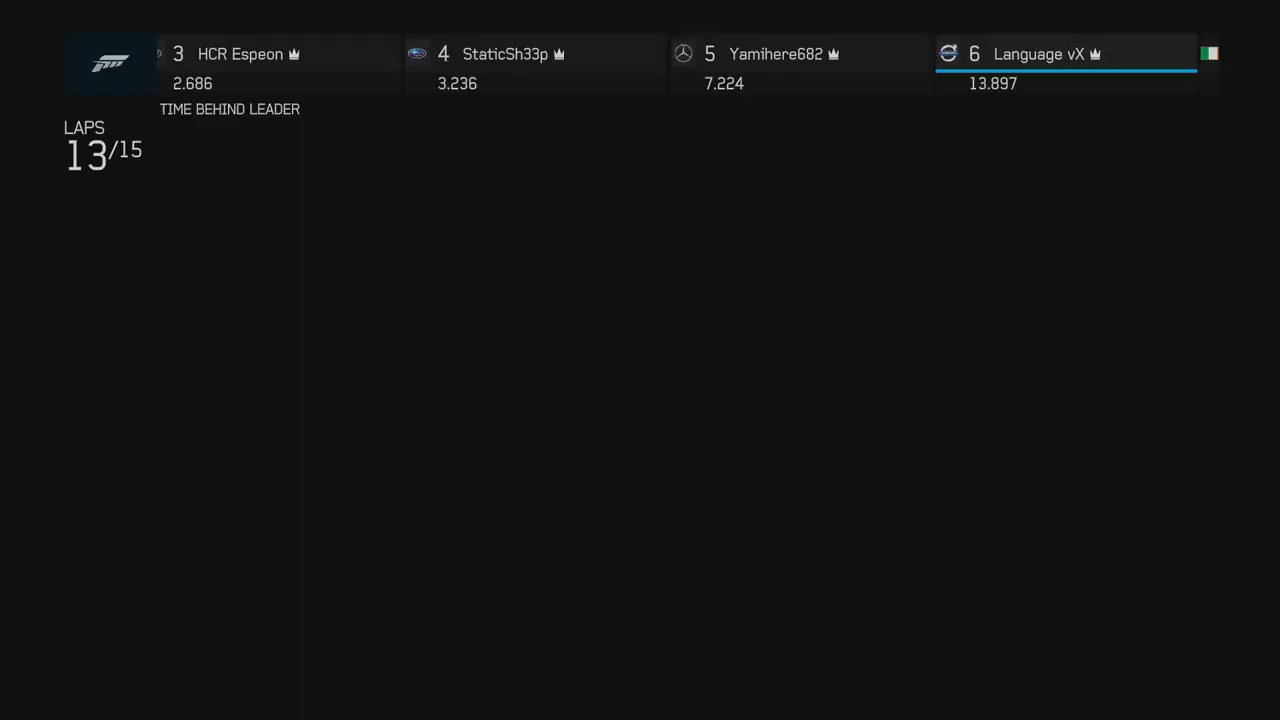 3 HCR Espeon
2.686
4 StaticSh33p
3.236
5 Yamihere682
7.224
6 Language vX
13.897
TIME BEHIND LEADER
LAPS
13/15